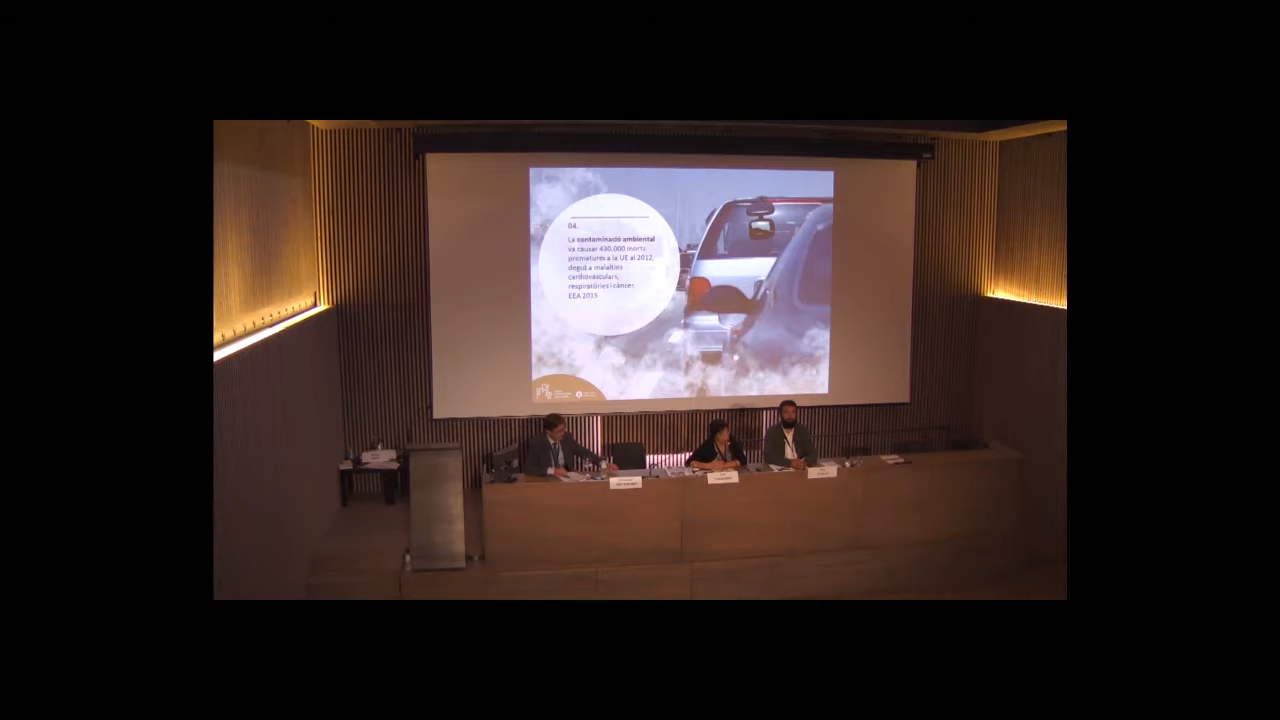 04.
La contaminació ambiental
va causar 430.000 morts
prematures a la UE al 2012,
degut a malalties
cardiovasculars,
respiratòries i càncer.
EEA 2015